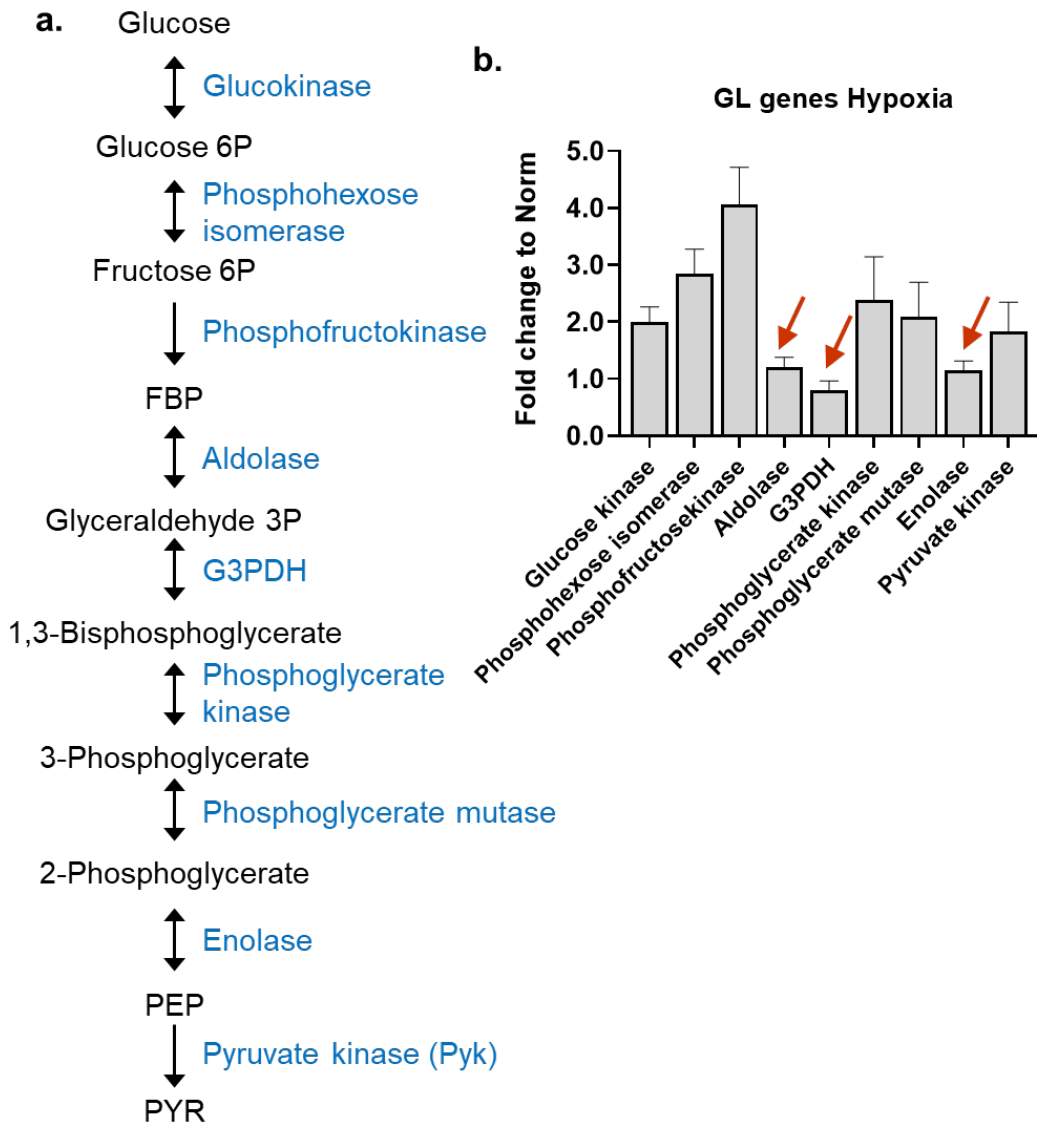 a.
Glucose
Glucokinase
Glucose 6P
Phosphohexose
isomerase
Fructose 6P
Phosphofructokinase
FBP
Aldolase
Glyceraldehyde 3P
G3PDH
1,3-Bisphosphoglycerate
Phosphoglycerate
kinase
3-Phosphoglycerate
Phosphoglycerate mutase
2-Phosphoglycerate
Enolase
PEP
Pyruvate kinase (Pyk)
PYR
b.
GL genes Hypoxia
Fold change to Norm
5.0
4.0
3.0
2.0
1.0
0.0
Glucose kinase
Phosphohexose isomerase
Phosphofructosekinase
Aldolase
G3PDH
Phosphoglycerate kinase
Phosphoglycerate mutase
Enolase
Pyruvate kinase